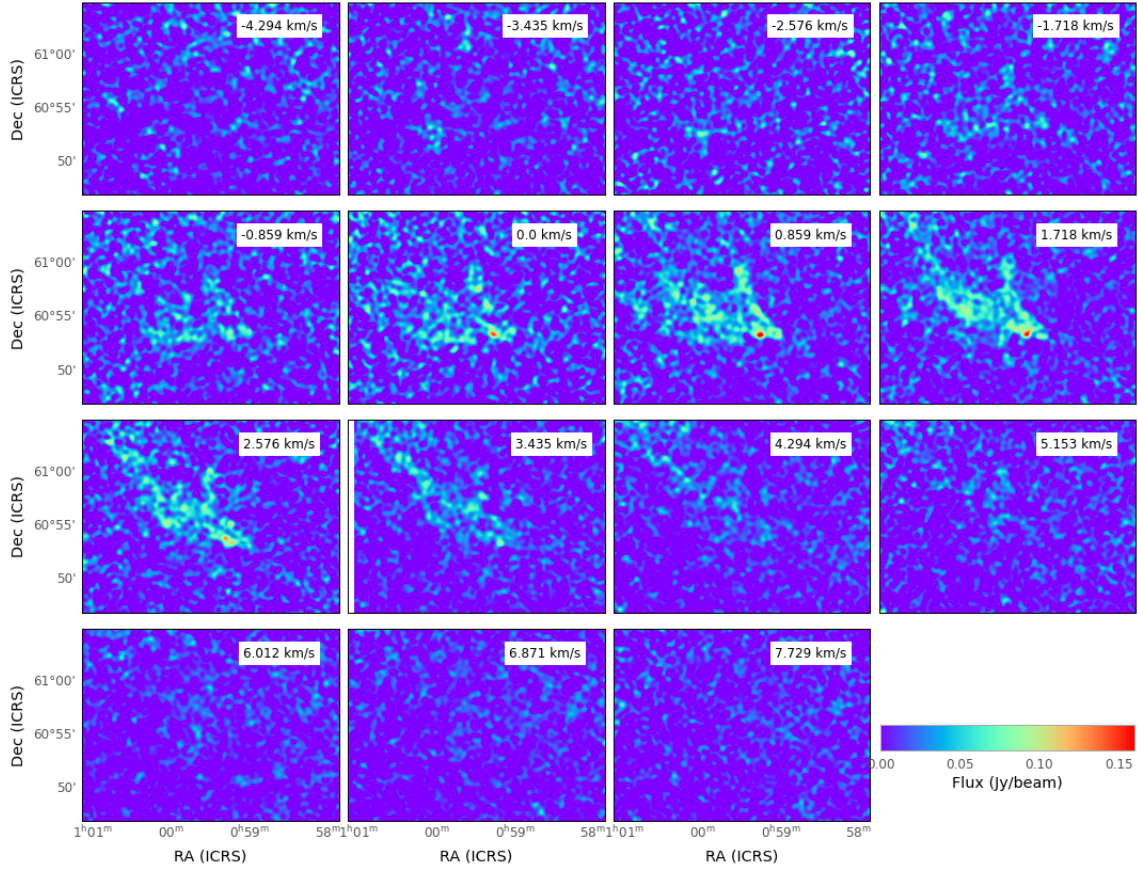 -4.294 km/s
-3.435 km/s
-2.576 km/s
-1.718 km/s
Dec (ICRS)
61°00'
60°55'
50'
-0.859 km/s
0.0 km/s
0.859 km/s
1.718 km/s
Dec (ICRS)
61°00'
60°55'
50'
2.576 km/s
3.435 km/s
4.294 km/s
5.153 km/s
Dec (ICRS)
61°00'
60°55'
50'
6.012 km/s
6.871 km/s
7.729 km/s
Dec (ICRS)
61°00'
60°55'
50'
0.00 0.05 0.10 0.15
Flux (Jy/beam)
1ʰ01ᵐ 00ᵐ 0ʰ59ᵐ 58ᵐ1ʰ01ᵐ 00ᵐ 0ʰ59ᵐ 58ᵐ1ʰ01ᵐ 00ᵐ 0ʰ59ᵐ 58ᵐ
RA (ICRS) RA (ICRS) RA (ICRS)